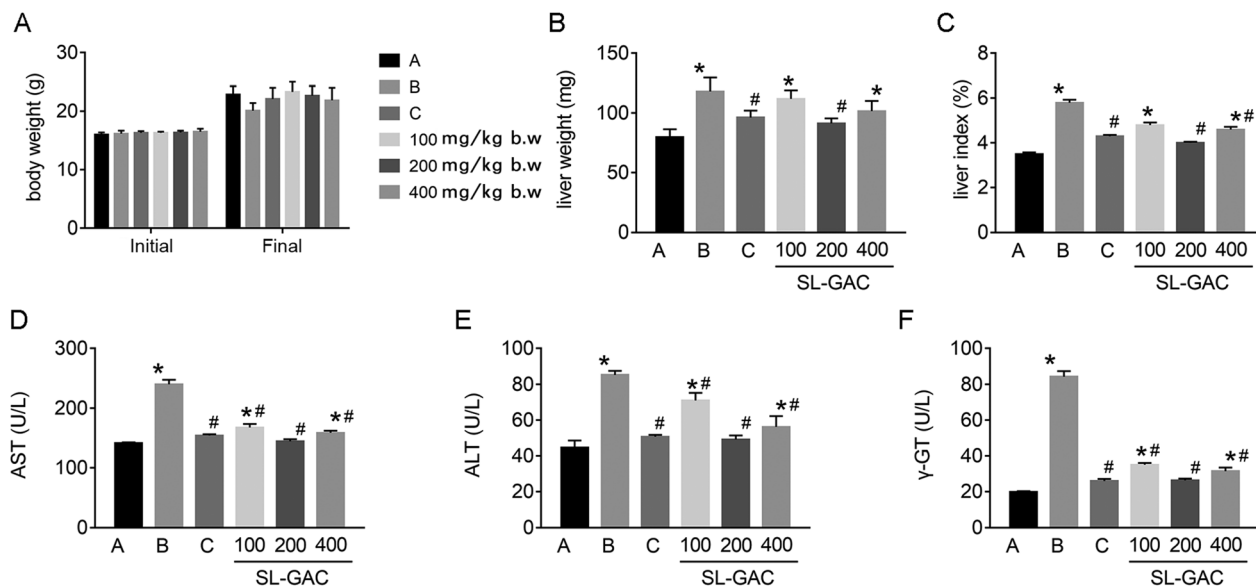 A
body weight (g)
30
20
10
0
Initial Final
A
B
C
100 mg/kg b.w
200 mg/kg b.w
400 mg/kg b.w
B
liver weight (mg)
150
100
50
0
* # * # *
A B C 100 200 400
SL-GAC
C
liver index (%)
8
6
4
2
0
* # * # *#
A B C 100 200 400
SL-GAC
D
AST (U/L)
300
200
100
0
* # *# # *#
A B C 100 200 400
SL-GAC
E
ALT (U/L)
100
80
60
40
20
0
* # *# # *#
A B C 100 200 400
SL-GAC
F
γ-GT (U/L)
100
80
60
40
20
0
* # *# # *#
A B C 100 200 400
SL-GAC